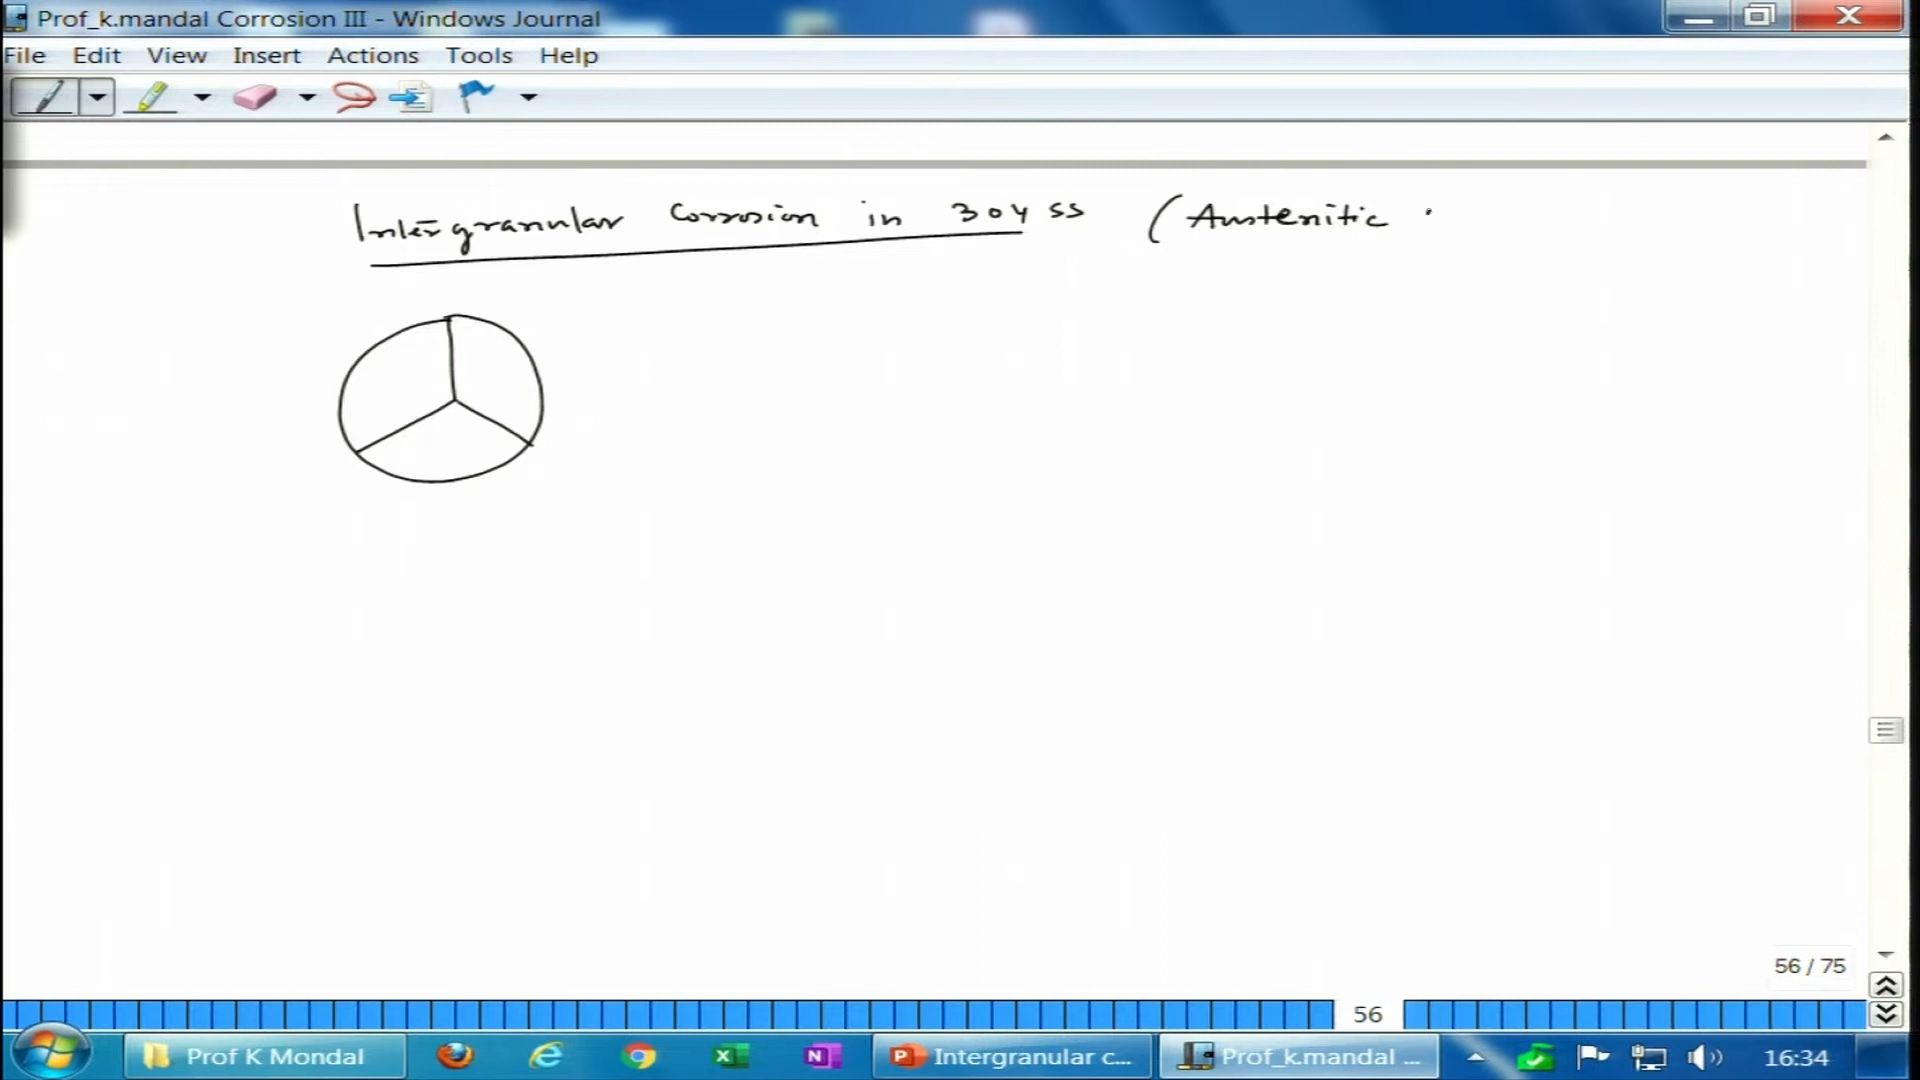 Prof_k.mandal Corrosion III - Windows Journal
File Edit View Insert Actions Tools Help
Intergranular Corrosion in 304 SS (Austenitic
56 / 75
56
Prof K Mondal
Intergranular c...
Prof_k.mandal ...
16:34